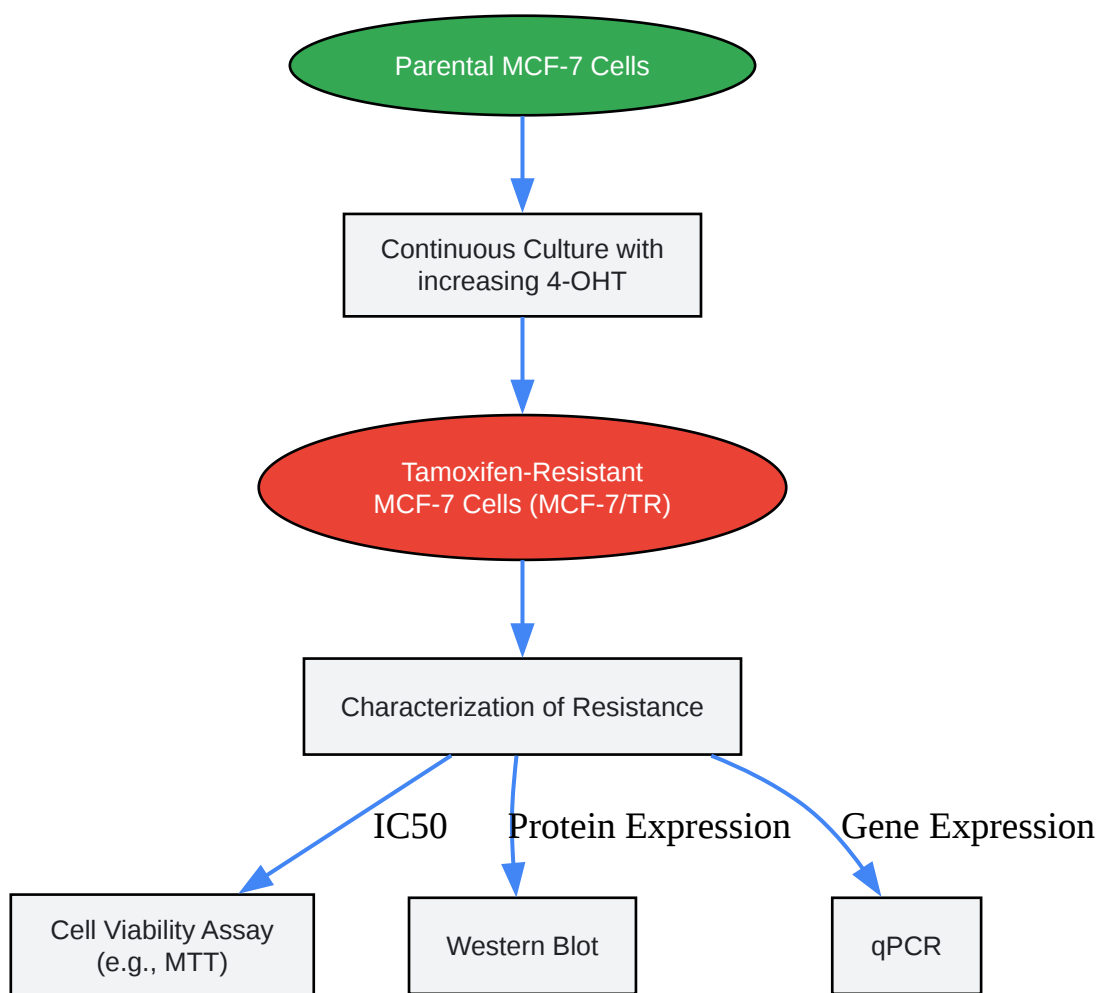 Parental MCF-7 Cells
Continuous Culture with
increasing 4-OHT
Tamoxifen-Resistant
MCF-7 Cells (MCF-7/TR)
Characterization of Resistance
IC50
Protein Expression
Gene Expression
Cell Viability Assay
(e.g., MTT)
Western Blot
qPCR